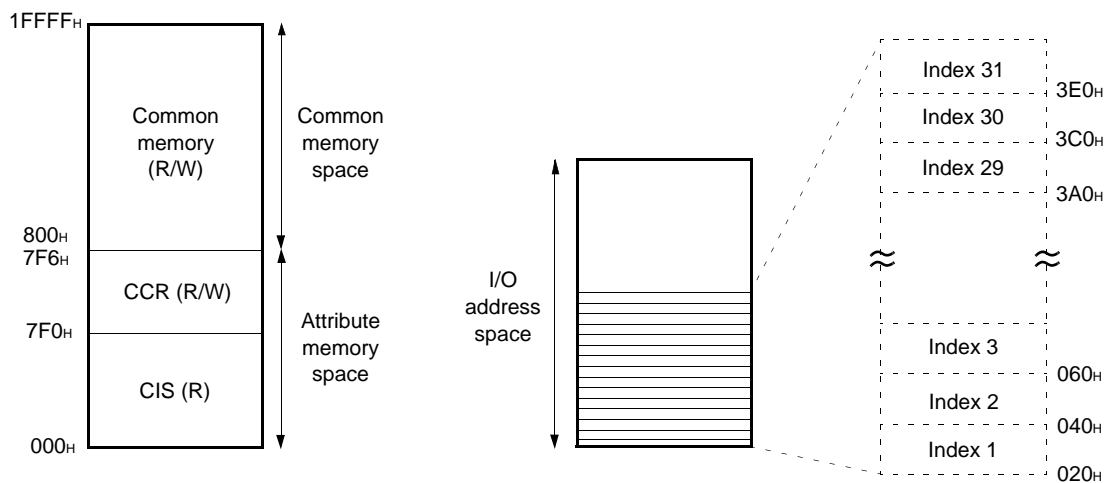 1FFFFH
Common
memory
(R/W)
Common
memory
space
800H
7F6H
CCR (R/W)
7F0H
Attribute
memory
space
CIS (R)
000H
I/O
address
space
Index 31
3E0H
Index 30
3C0H
Index 29
3A0H
≈
≈
Index 3
060H
Index 2
040H
Index 1
020H